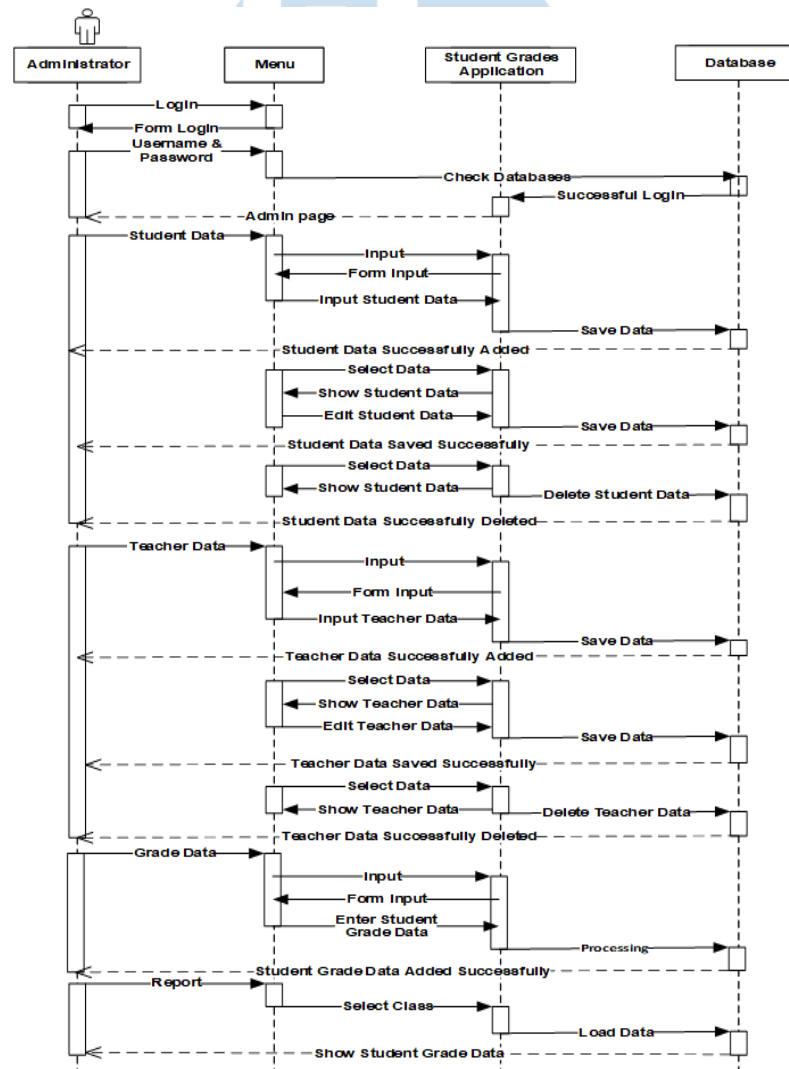 Administrator
Menu
Student Grades
Application
Database
Login
Form Login
Username &
Password
Check Databases
Successful Login
Admin page
Student Data
Input
Form Input
Input Student Data
Save Data
Student Data Successfully Added
Select Data
Show Student Data
Edit Student Data
Save Data
Student Data Saved Successfully
Select Data
Show Student Data
Delete Student Data
Student Data Successfully Deleted
Teacher Data
Input
Form Input
Input Teacher Data
Save Data
Teacher Data Successfully Added
Select Data
Show Teacher Data
Edit Teacher Data
Save Data
Teacher Data Saved Successfully
Select Data
Show Teacher Data
Delete Teacher Data
Teacher Data Successfully Deleted
Grade Data
Input
Form Input
Enter Student
Grade Data
Processing
Student Grade Data Added Successfully
Report
Select Class
Load Data
Show Student Grade Data